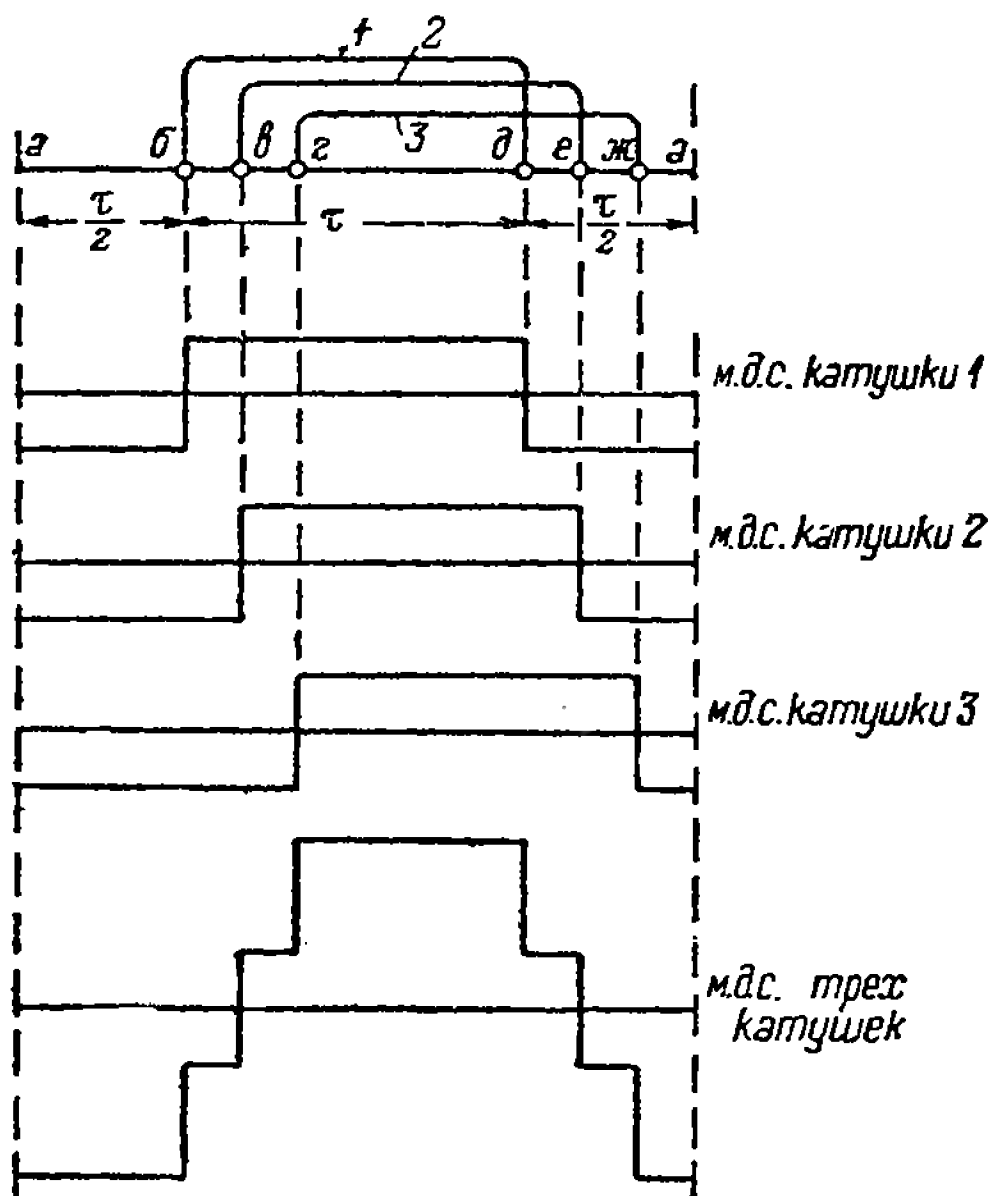 1 2
3
а б в г д е ж а
τ/2 τ τ/2
м.д.с. катушки 1
м.д.с. катушки 2
м.д.с. катушки 3
м.д.с. трех
катушек